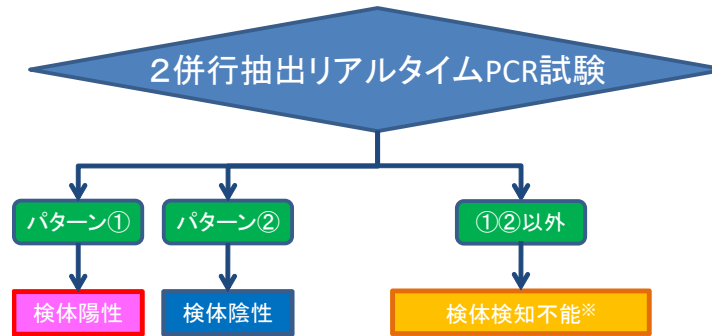 ２併行抽出リアルタイムPCR試験
パターン①
パターン②
①②以外
検体陽性
検体陰性
検体検知不能※